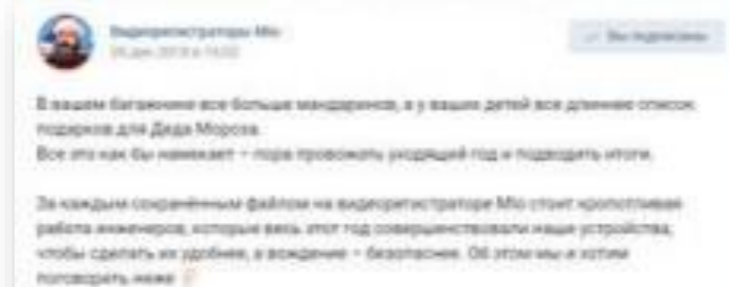 Видеорегистраторы Mio
Вы подписаны
В вашем багажнике все больше мандаринов, а у ваших детей все длиннее список
подарков для Деда Мороза.
Все это как бы намекает – пора провожать уходящий год и подводить итоги.
За каждым сохранённым файлом на видеорегистраторе Mio стоит кропотливая
работа инженеров, которые весь этот год совершенствовали наши устройства,
чтобы сделать их удобнее, а вождение – безопаснее. Об этом мы и хотим
поговорить ниже